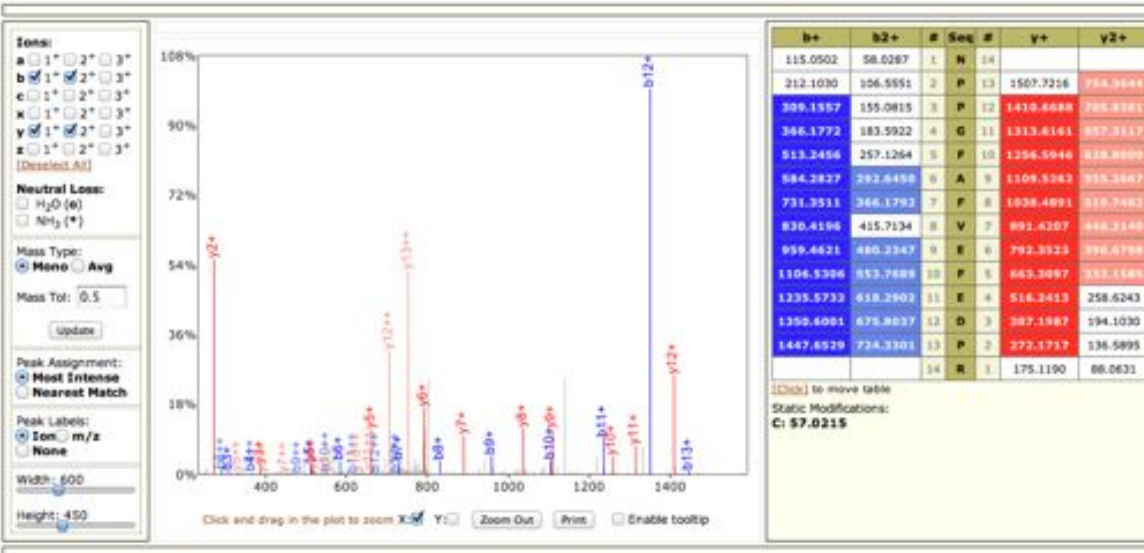 Ions:
a 1+ 2+ 3+
b 1+ 2+ 3+
c 1+ 2+ 3+
x 1+ 2+ 3+
y 1+ 2+ 3+
z 1+ 2+ 3+
[Deselect All]
Neutral Loss:
H2O (o)
NH3 (*)
Mass Type:
Mono Avg
Mass Tol: 0.5
Update
Peak Assignment:
Most Intense
Nearest Match
Peak Labels:
Ion m/z
None
Width: 600
Height: 450
108%
90%
72%
54%
36%
18%
0%
400 600 800 1000 1200 1400
y2+
y13++
y12++
y6+
y5+
b6+
b8+
y7+
b9+
y8+
b10+
y9+
b11+
y10+
y11+
b12+
y12+
b13+
Click and drag in the plot to zoom X: Y: Zoom Out Print Enable tooltip
b+ b2+ # Seq # y+ y2+
115.0502 58.0287 1 N 14
212.1030 106.5551 2 P 13 1507.7216
309.1557 155.0815 3 P 12 1410.6688
366.1772 183.5922 4 G 11 1313.6161
513.2456 257.1264 5 F 10 1256.5946
584.2827 292.6450 6 A 9 1109.5262
731.3511 366.1792 7 F 8 1038.4891
830.4196 415.7134 8 V 7 891.4207
959.4621 480.2347 9 E 6 792.3523
1106.5306 553.7689 10 F 5 663.3097
1235.5732 618.2902 11 E 4 516.2413 258.6243
1350.6001 675.8037 12 D 3 387.1987 194.1030
1447.6529 724.3301 13 P 2 272.1717 136.5895
14 R 1 175.1190 88.0631
[Click] to move table
Static Modifications:
C: 57.0215